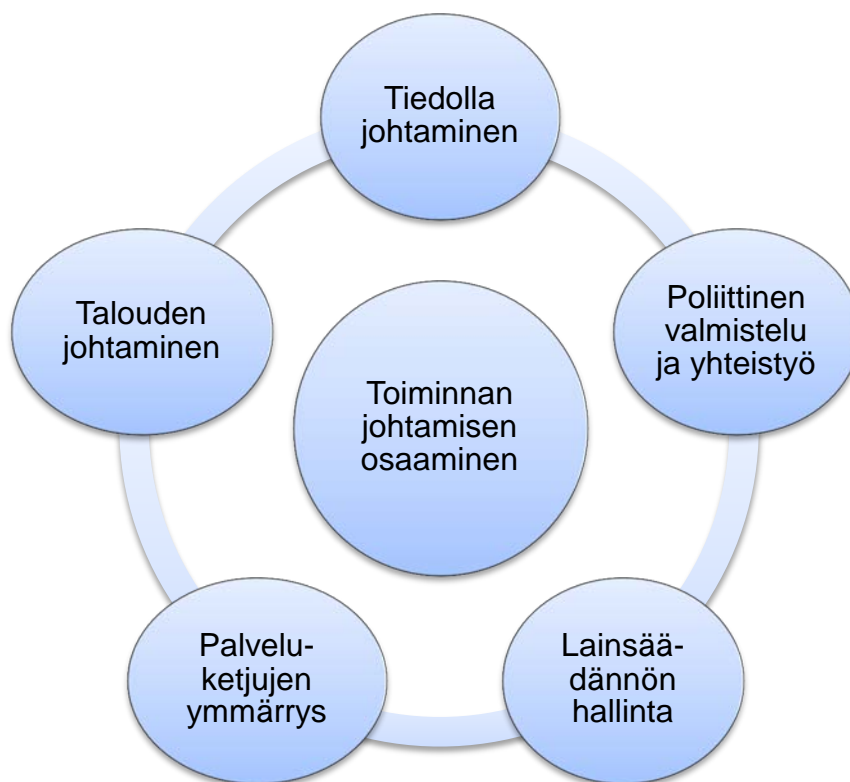 Tiedolla
johtaminen
Poliittinen
valmistelu
ja yhteistyö
Lainsää-
dännön
hallinta
Palvelu-
ketjujen
ymmärrys
Talouden
johtaminen
Toiminnan
johtamisen
osaaminen